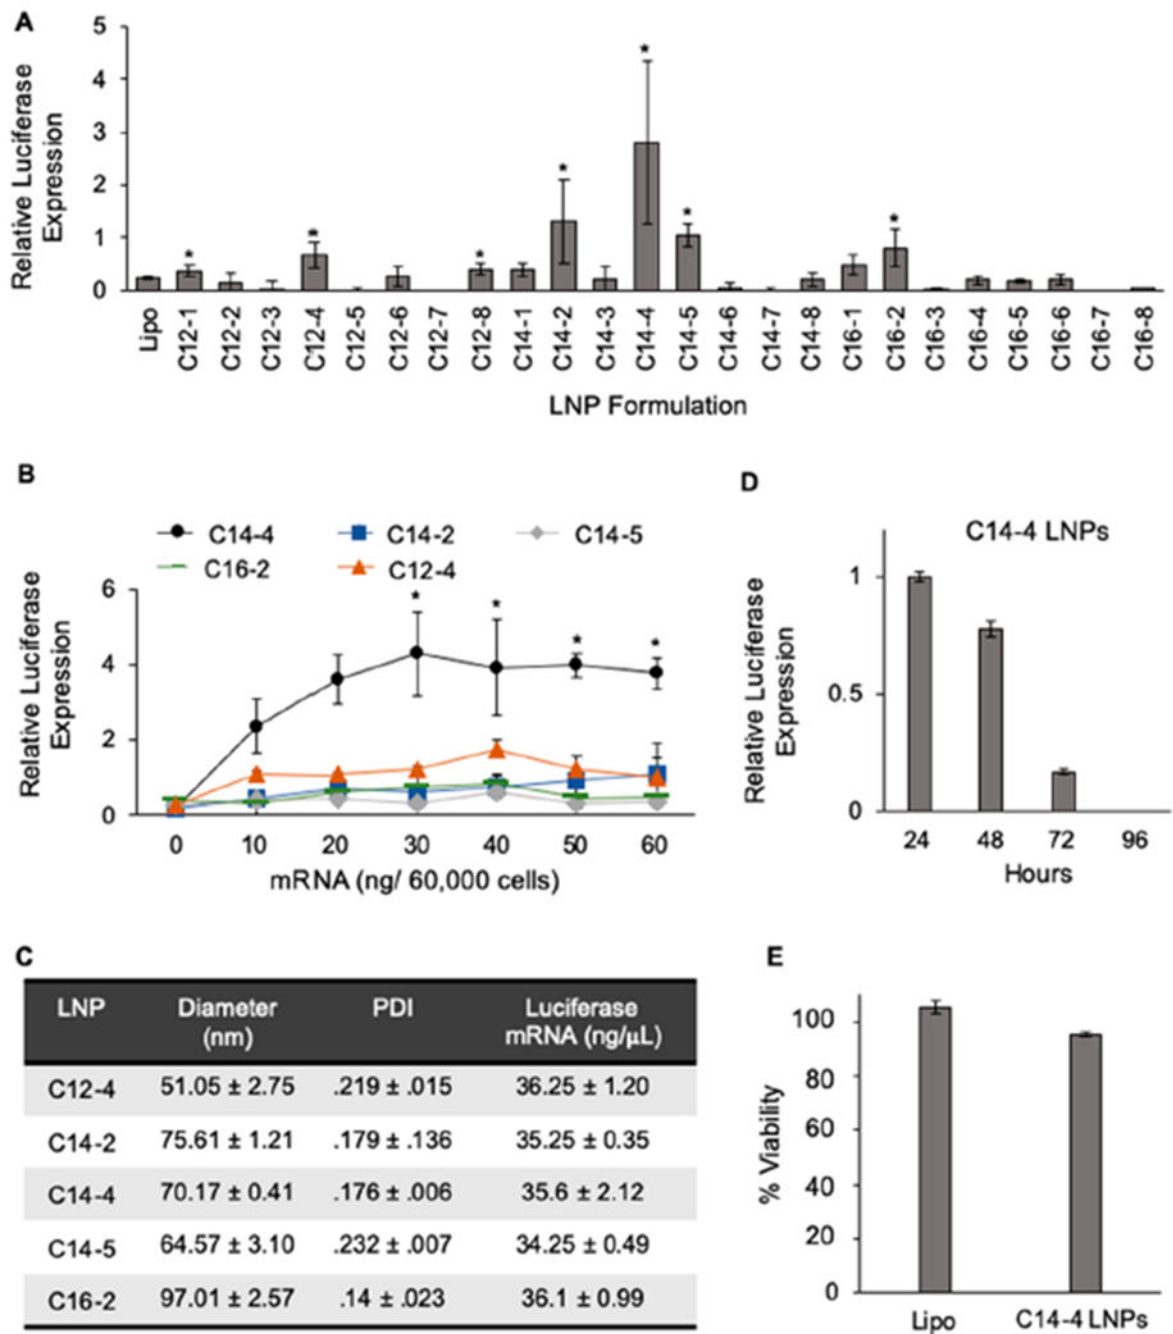 A
Relative Luciferase
Expression
5
4
3
2
1
0
*
*
*
*
*
*
*
Lipo
C12-1
C12-2
C12-3
C12-4
C12-5
C12-6
C12-7
C12-8
C14-1
C14-2
C14-3
C14-4
C14-5
C14-6
C14-7
C14-8
C16-1
C16-2
C16-3
C16-4
C16-5
C16-6
C16-7
C16-8
LNP Formulation
B
C14-4
C14-2
C14-5
C16-2
C12-4
Relative Luciferase
Expression
6
4
2
0
*
*
*
*
0 10 20 30 40 50 60
mRNA (ng/ 60,000 cells)
D
C14-4 LNPs
Relative Luciferase
Expression
1
0.5
0
24 48 72 96
Hours
C
LNP Diameter (nm) PDI Luciferase mRNA (ng/μL)
C12-4 51.05 ± 2.75 .219 ± .015 36.25 ± 1.20
C14-2 75.61 ± 1.21 .179 ± .136 35.25 ± 0.35
C14-4 70.17 ± 0.41 .176 ± .006 35.6 ± 2.12
C14-5 64.57 ± 3.10 .232 ± .007 34.25 ± 0.49
C16-2 97.01 ± 2.57 .14 ± .023 36.1 ± 0.99
E
% Viability
100
80
60
40
20
0
Lipo C14-4 LNPs